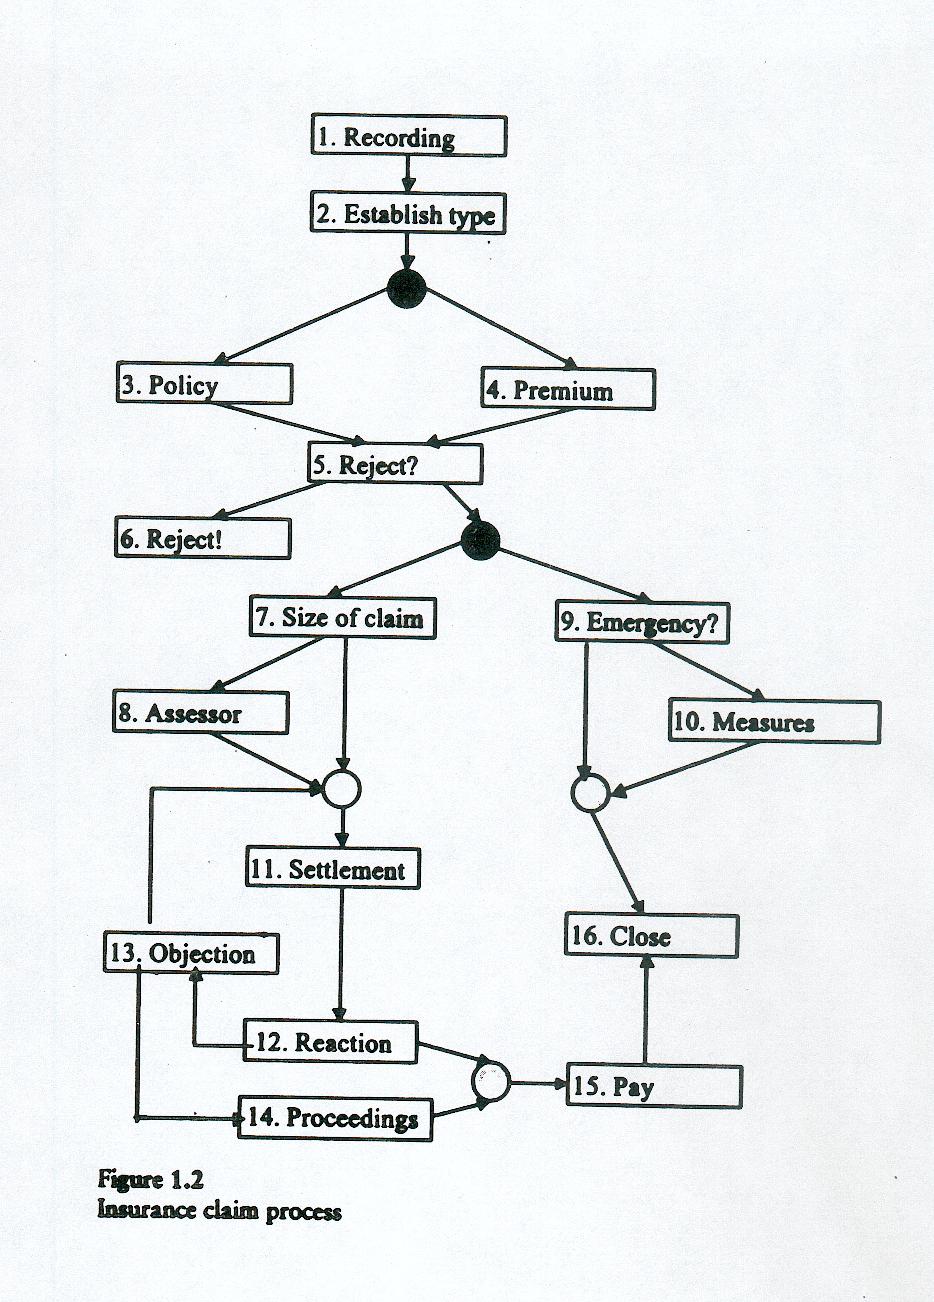 1. Recording
2. Establish type
3. Policy
4. Premium
5. Reject?
6. Reject!
7. Size of claim
9. Emergency?
8. Assessor
10. Measures
11. Settlement
16. Close
13. Objection
12. Reaction
15. Pay
14. Proceedings
Figure 1.2
Insurance claim process